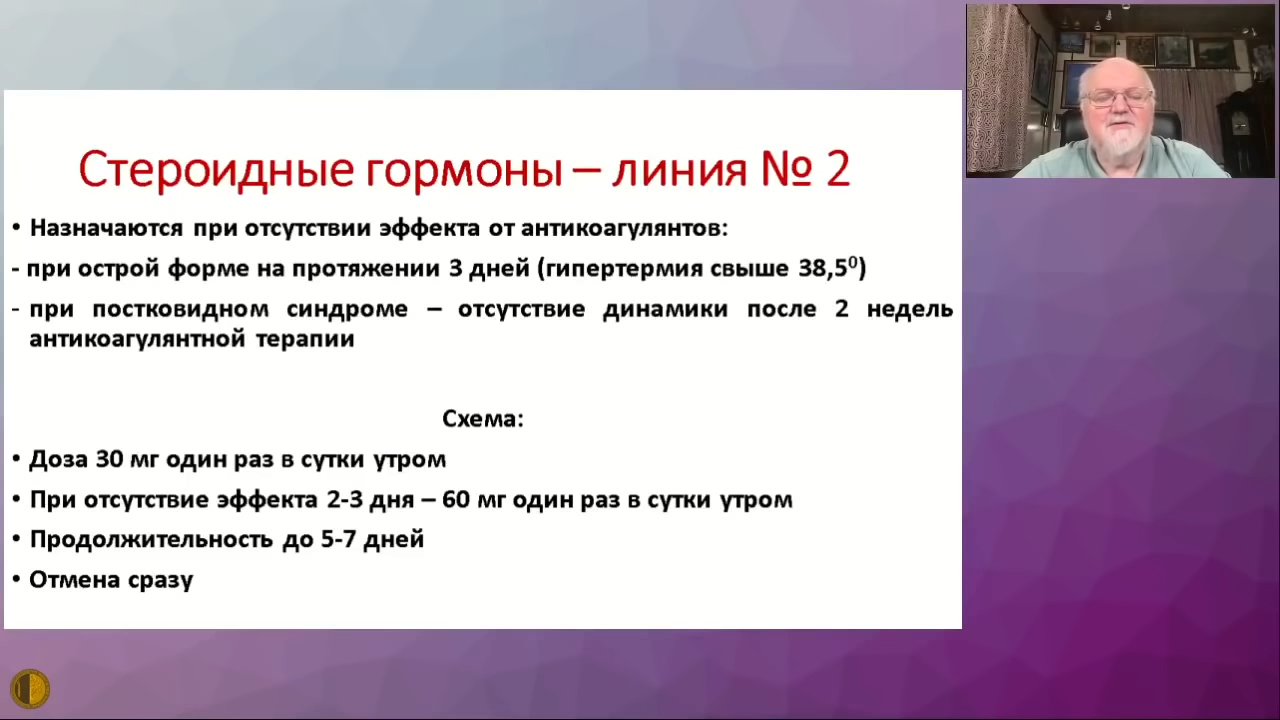 Стероидные гормоны – линия № 2
• Назначаются при отсутствии эффекта от антикоагулянтов:
- при острой форме на протяжении 3 дней (гипертермия свыше 38,5⁰)
- при постковидном синдроме – отсутствие динамики после 2 недель
антикоагулянтной терапии
Схема:
• Доза 30 мг один раз в сутки утром
• При отсутствие эффекта 2-3 дня – 60 мг один раз в сутки утром
• Продолжительность до 5-7 дней
• Отмена сразу